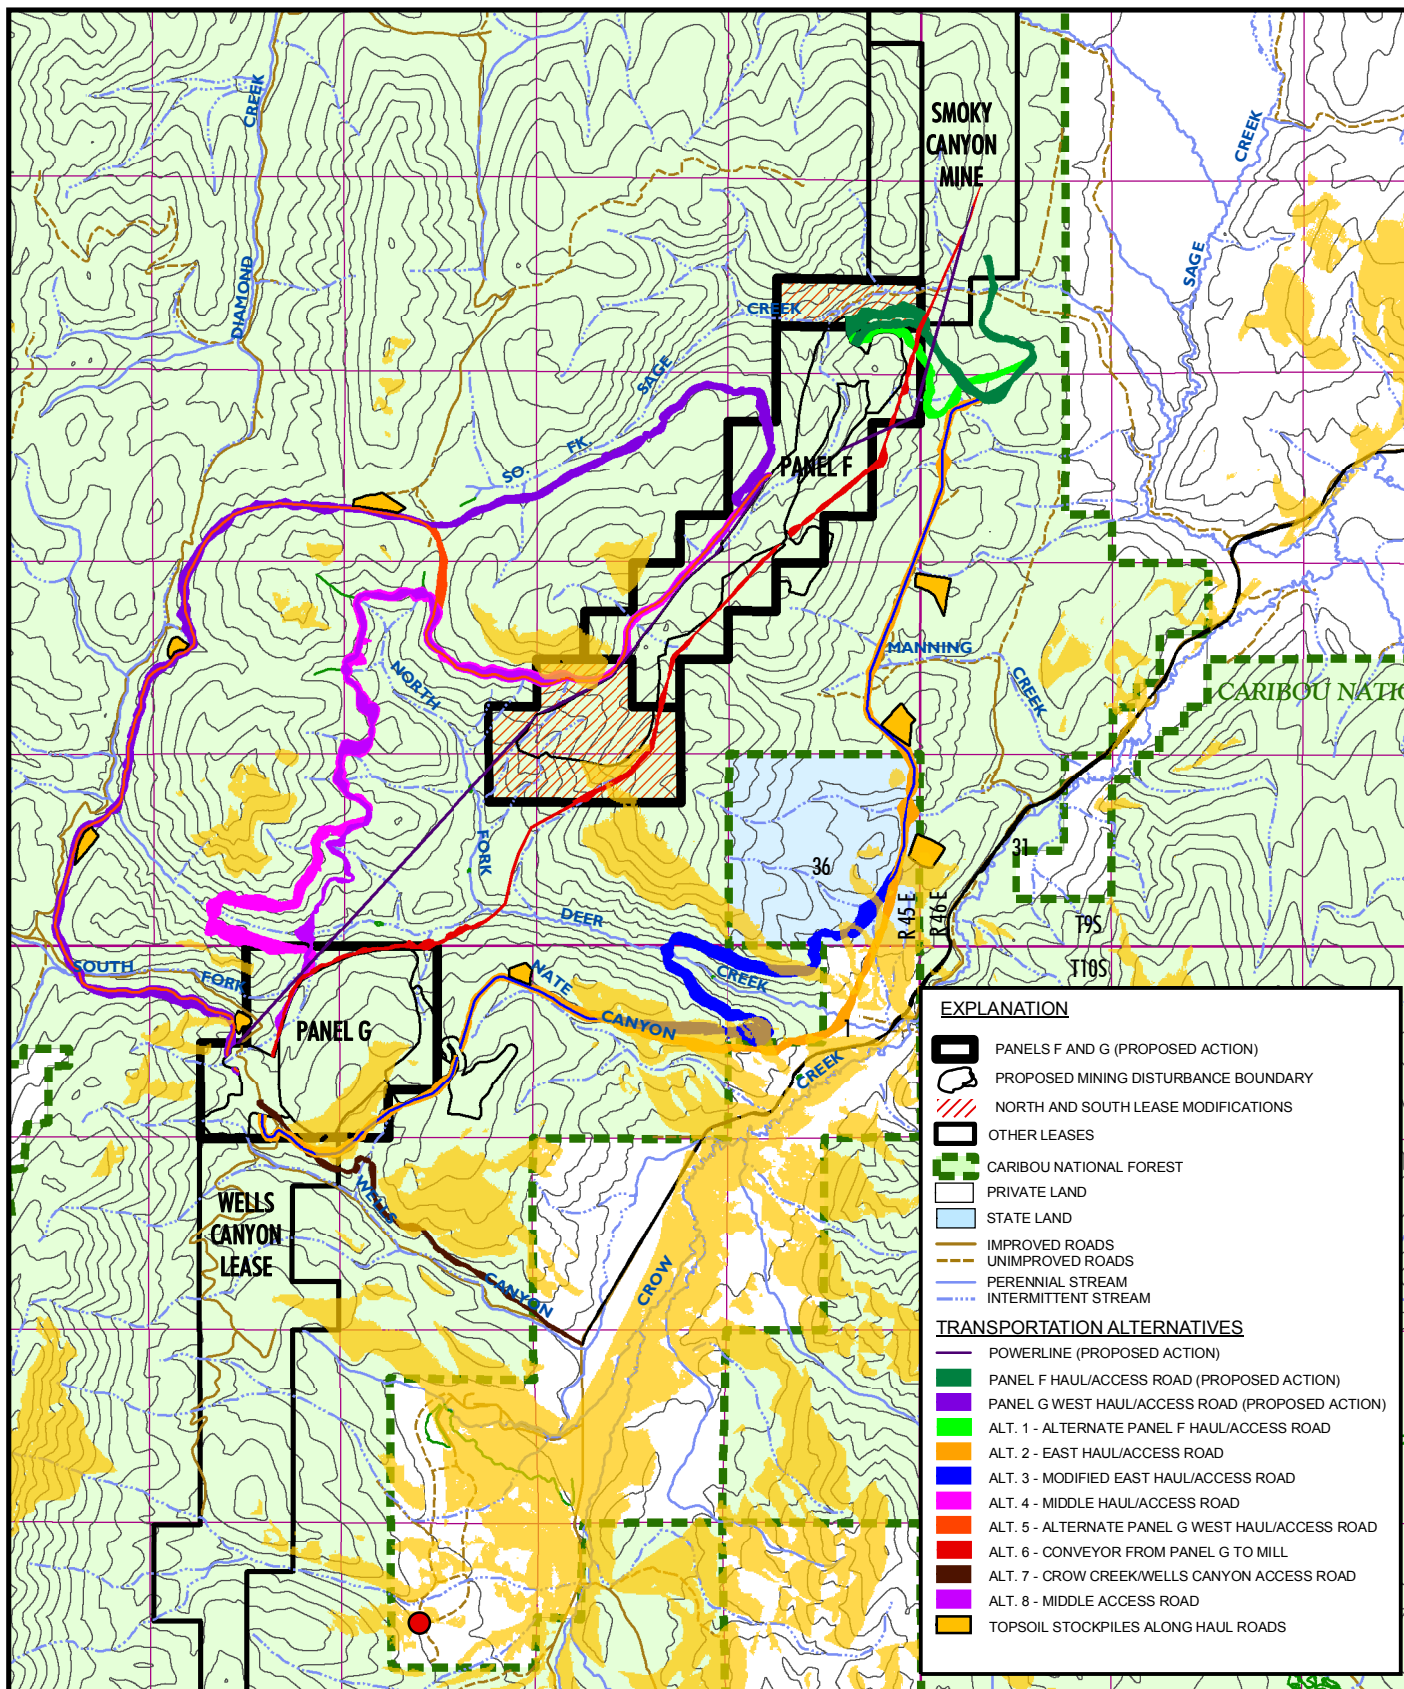 CREEK
SMOKY
CANYON
MINE
CREEK
DIAMOND
SAGE
CREEK
SAGE
SO. FK.
PANEL F
MANNING
CREEK
NORTH
CARIBOU NATIO
FORK
36
31
R 45 E
R 46 E
DEER
T9S
T10S
SOUTH
FORK
NATE
CREEK
PANEL G
CANYON
1
CREEK
WELLS
WELLS
CANYON
LEASE
CROW
CANYON
EXPLANATION
PANELS F AND G (PROPOSED ACTION)
PROPOSED MINING DISTURBANCE BOUNDARY
NORTH AND SOUTH LEASE MODIFICATIONS
OTHER LEASES
CARIBOU NATIONAL FOREST
PRIVATE LAND
STATE LAND
IMPROVED ROADS
UNIMPROVED ROADS
PERENNIAL STREAM
INTERMITTENT STREAM
TRANSPORTATION ALTERNATIVES
POWERLINE (PROPOSED ACTION)
PANEL F HAUL/ACCESS ROAD (PROPOSED ACTION)
PANEL G WEST HAUL/ACCESS ROAD (PROPOSED ACTION)
ALT. 1 - ALTERNATE PANEL F HAUL/ACCESS ROAD
ALT. 2 - EAST HAUL/ACCESS ROAD
ALT. 3 - MODIFIED EAST HAUL/ACCESS ROAD
ALT. 4 - MIDDLE HAUL/ACCESS ROAD
ALT. 5 - ALTERNATE PANEL G WEST HAUL/ACCESS ROAD
ALT. 6 - CONVEYOR FROM PANEL G TO MILL
ALT. 7 - CROW CREEK/WELLS CANYON ACCESS ROAD
ALT. 8 - MIDDLE ACCESS ROAD
TOPSOIL STOCKPILES ALONG HAUL ROADS